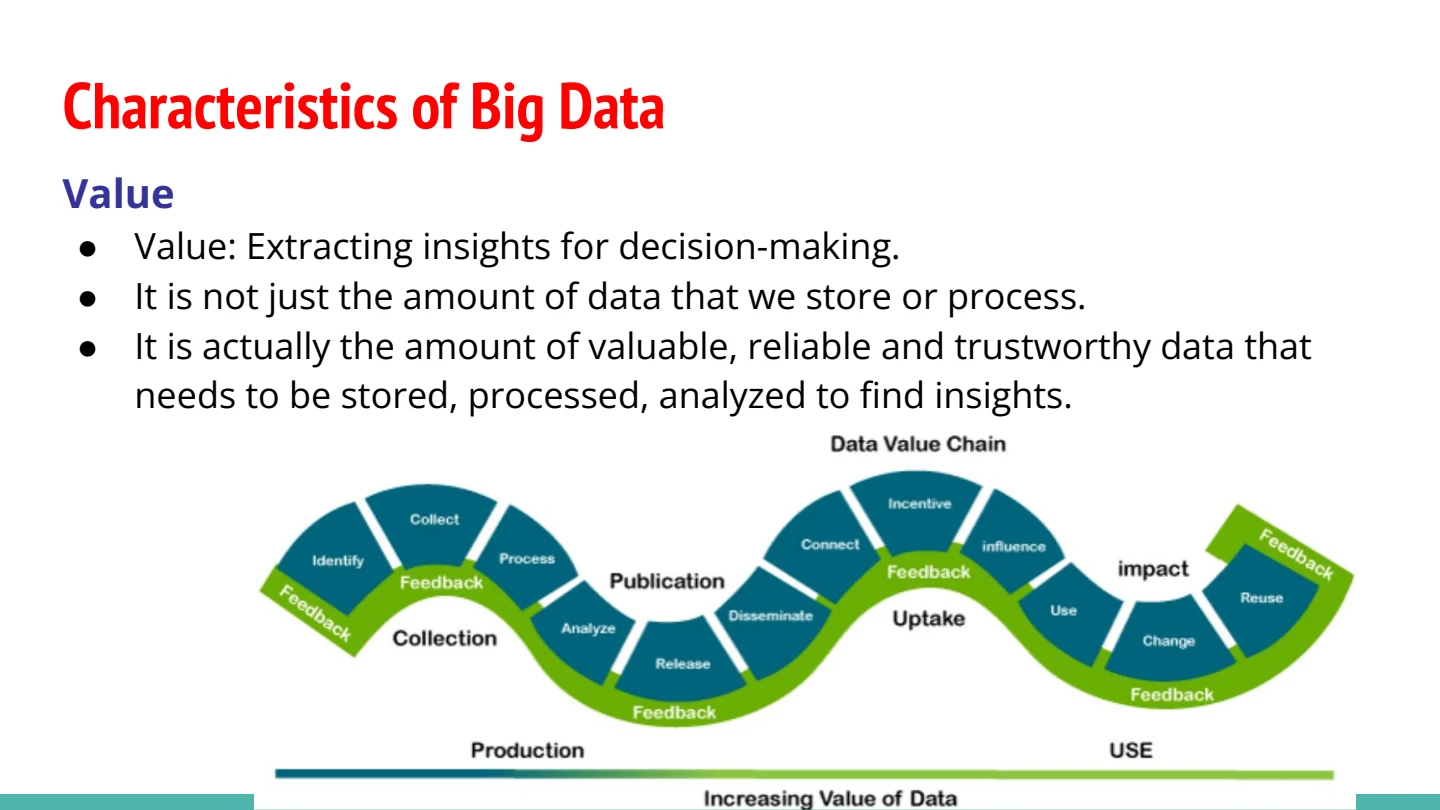 Characteristics of Big Data
Value
● Value: Extracting insights for decision-making.
● It is not just the amount of data that we store or process.
● It is actually the amount of valuable, reliable and trustworthy data that
needs to be stored, processed, analyzed to find insights.
Data Value Chain
Identify
Collect
Process
Feedback
Feedback
Collection
Publication
Analyze
Release
Disseminate
Feedback
Connect
Incentive
influence
Feedback
Uptake
impact
Use
Change
Reuse
Feedback
Feedback
Production
USE
Increasing Value of Data